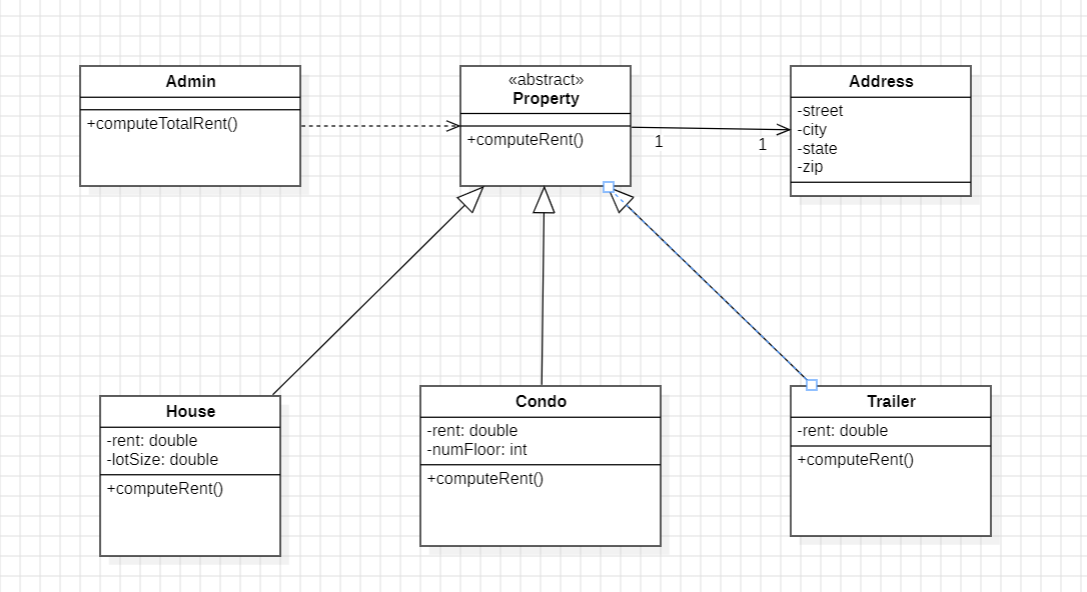 Admin
+computeTotalRent()
«abstract»
Property
+computeRent()
1
1
Address
-street
-city
-state
-zip
House
-rent: double
-lotSize: double
+computeRent()
Condo
-rent: double
-numFloor: int
+computeRent()
Trailer
-rent: double
+computeRent()